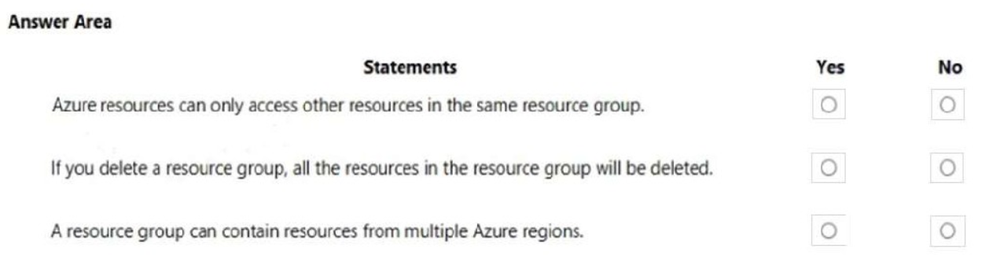 Answer Area
Statements Yes No
Azure resources can only access other resources in the same resource group.
If you delete a resource group, all the resources in the resource group will be deleted.
A resource group can contain resources from multiple Azure regions.